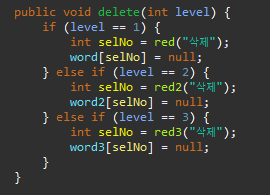 public void delete(int level) {
    if (level == 1) {
        int selNo = red("삭제");
        word[selNo] = null;
    } else if (level == 2) {
        int selNo = red2("삭제");
        word2[selNo] = null;
    } else if (level == 3) {
        int selNo = red3("삭제");
        word3[selNo] = null;
    }
}